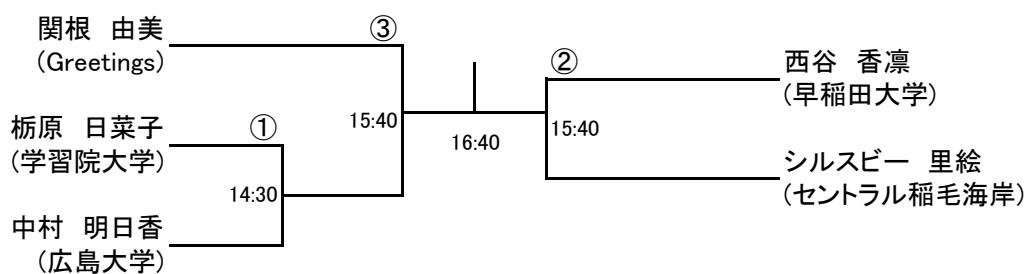 関根　由美
(Greetings)
③
栃原　日菜子
(学習院大学)
①
15:40
14:30
中村　明日香
(広島大学)
16:40
②
西谷　香凛
(早稲田大学)
15:40
シルスビー　里絵
(セントラル稲毛海岸)